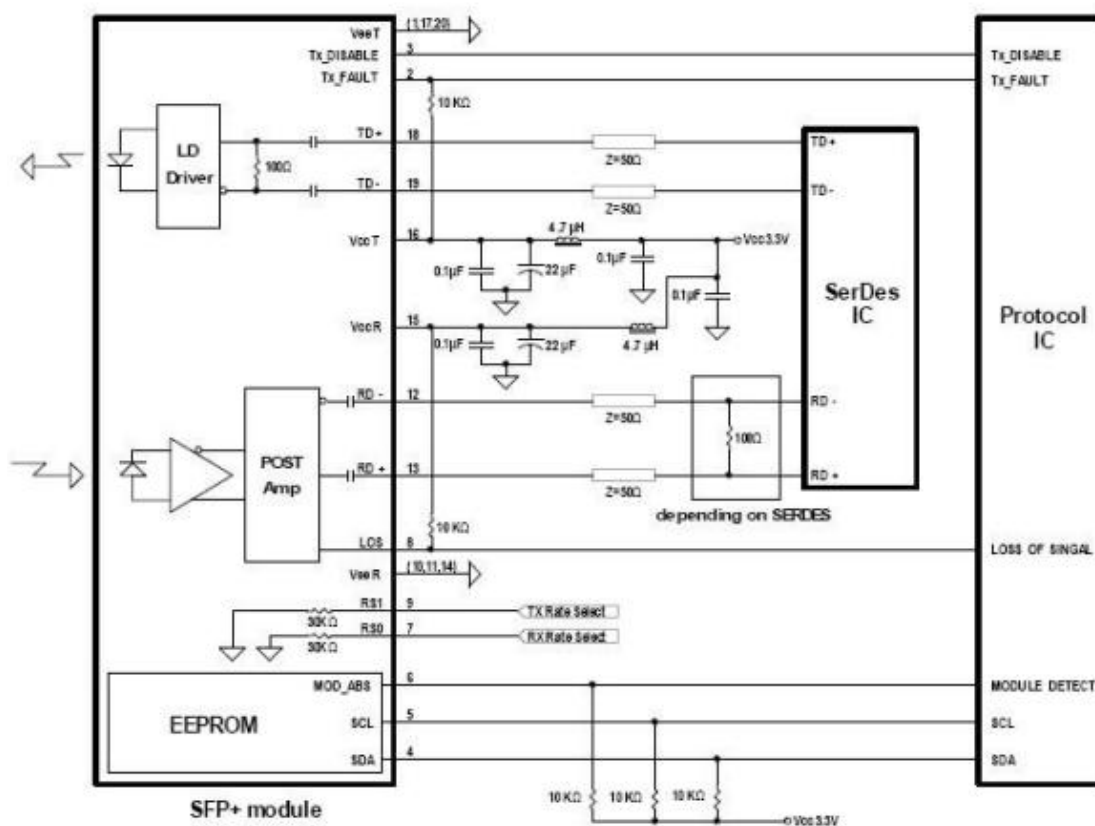 VeeT (1,17,20)
Tx_DISABLE 3 Tx_DISABLE
Tx_FAULT 2 Tx_FAULT
10 KΩ
LD
Driver
100Ω
TD+ 18 Z=50Ω TD+
TD- 19 Z=50Ω TD-
VccT 16 4.7 µH Vcc3.3V
0.1µF 22 µF 0.1µF 0.1µF
SerDes
IC
Protocol
IC
VccR 15 4.7 µH
0.1µF 22 µF
RD - 12 Z=50Ω RD -
POST
Amp
100Ω
RD + 13 Z=50Ω RD +
depending on SERDES
10 KΩ
LOS 8 LOSS OF SINGAL
VeeR (10,11,14)
RS1 9 TX Rate Select
30KΩ
RS0 7 RX Rate Select
30KΩ
EEPROM
MOD_ABS 6 MODULE DETECT
SCL 5 SCL
SDA 4 SDA
10 KΩ 10 KΩ 10 KΩ
Vcc3.3V
SFP+ module